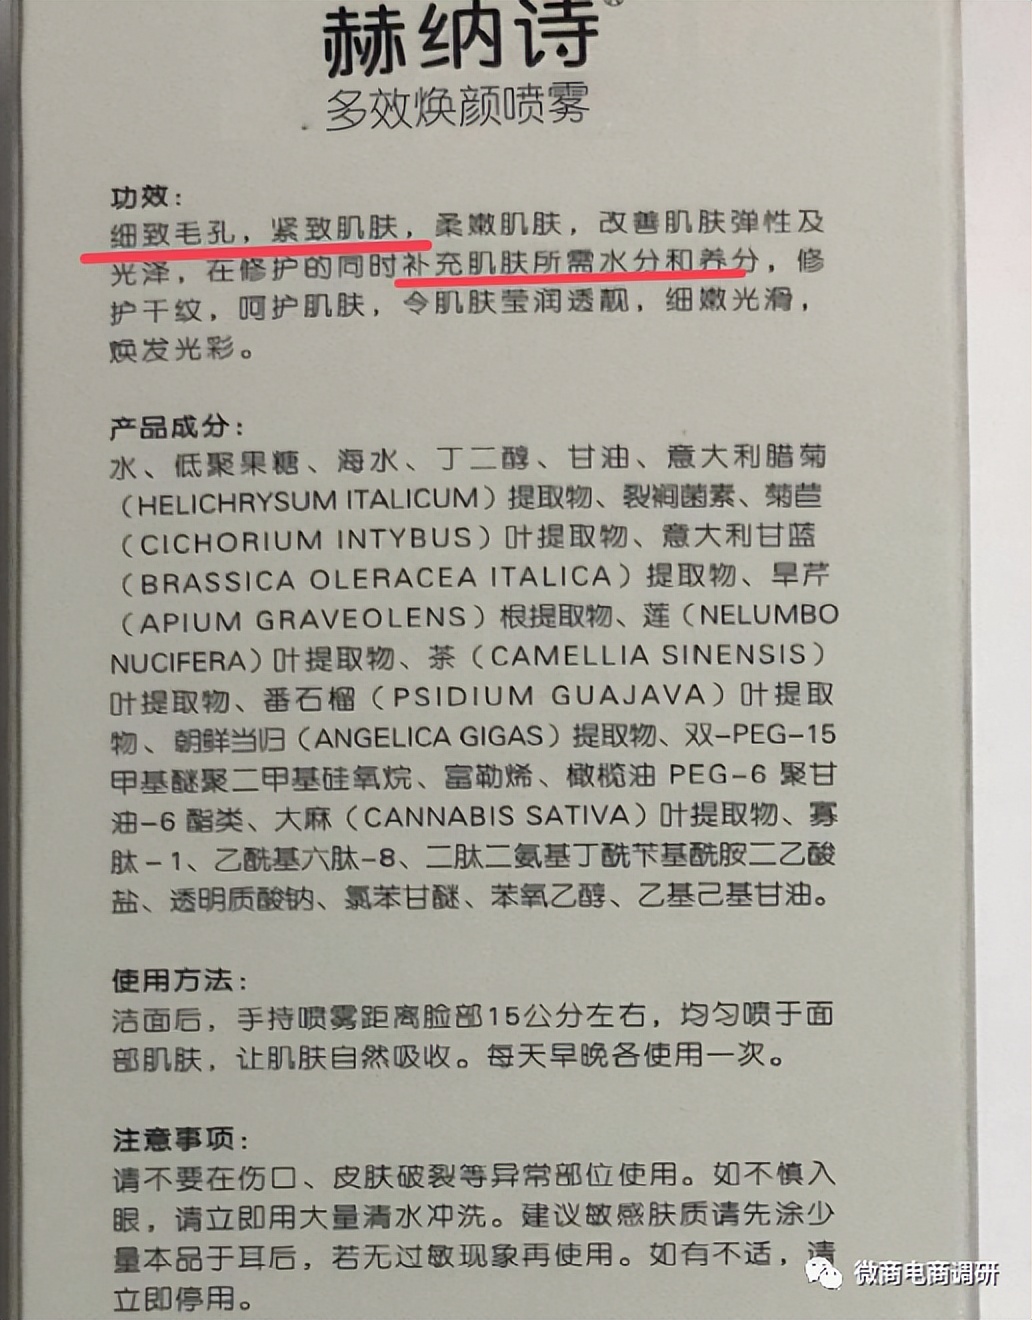 赫纳诗®
多效焕颜喷雾
功效：
细致毛孔，紧致肌肤，柔嫩肌肤，改善肌肤弹性及
光泽，在修护的同时补充肌肤所需水分和养分，修
护干纹，呵护肌肤，令肌肤莹润透靓，细嫩光滑，
焕发光彩。
产品成分：
水、低聚果糖、海水、丁二醇、甘油、意大利腊菊
（HELICHRYSUM ITALICUM）提取物、裂裥菌素、菊苣
（CICHORIUM INTYBUS）叶提取物、意大利甘蓝
（BRASSICA OLERACEA ITALICA）提取物、旱芹
（APIUM GRAVEOLENS）根提取物、莲（NELUMBO
NUCIFERA）叶提取物、茶（CAMELLIA SINENSIS）
叶提取物、番石榴（PSIDIUM GUAJAVA）叶提取
物、朝鲜当归（ANGELICA GIGAS）提取物、双-PEG-15
甲基醚聚二甲基硅氧烷、富勒烯、橄榄油 PEG-6 聚甘
油-6 酯类、大麻（CANNABIS SATIVA）叶提取物、寡
肽-1、乙酰基六肽-8、二肽二氨基丁酰苄基酰胺二乙酸
盐、透明质酸钠、氯苯甘醚、苯氧乙醇、乙基己基甘油。
使用方法：
洁面后，手持喷雾距离脸部15公分左右，均匀喷于面
部肌肤，让肌肤自然吸收。每天早晚各使用一次。
注意事项：
请不要在伤口、皮肤破裂等异常部位使用。如不慎入
眼，请立即用大量清水冲洗。建议敏感肤质请先涂少
量本品于耳后，若无过敏现象再使用。如有不适，请
立即停用。
微商电商调研